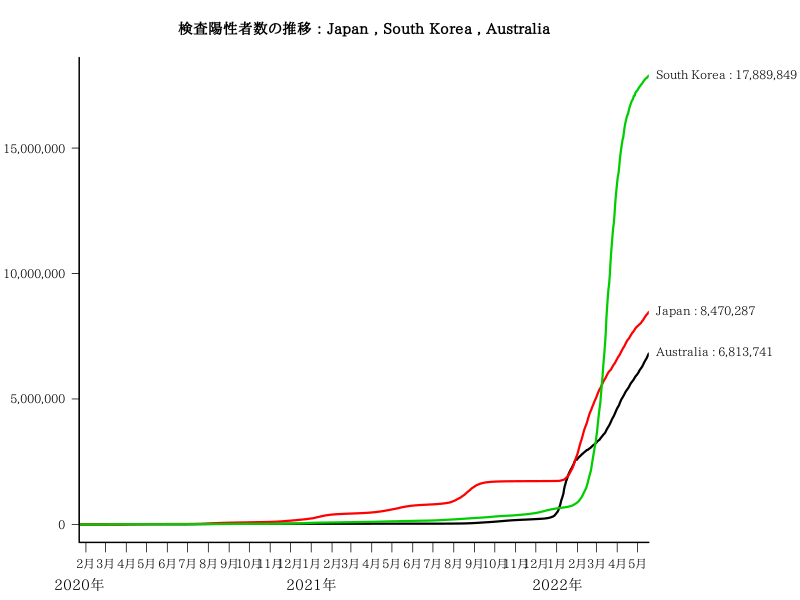 検査陽性者数の推移 : Japan , South Korea , Australia
South Korea : 17,889,849
15,000,000
10,000,000
Japan : 8,470,287
Australia : 6,813,741
5,000,000
0
2月 3月 4月 5月 6月 7月 8月 9月 10月 11月 12月 1月 2月 3月 4月 5月 6月 7月 8月 9月 10月 11月 12月 1月 2月 3月 4月 5月
2020年 2021年 2022年